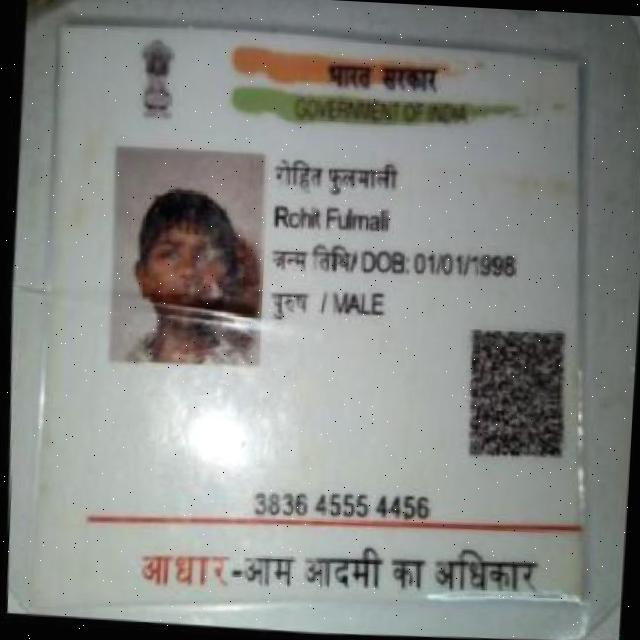 भारत सरकार
GOVERNMENT OF INDIA
रोहित फुलमाली
Rohit Fulmali
जन्म तिथि/ DOB: 01/01/1998
पुरुष / MALE
3836 4555 4456
आधार-आम आदमी का अधिकार